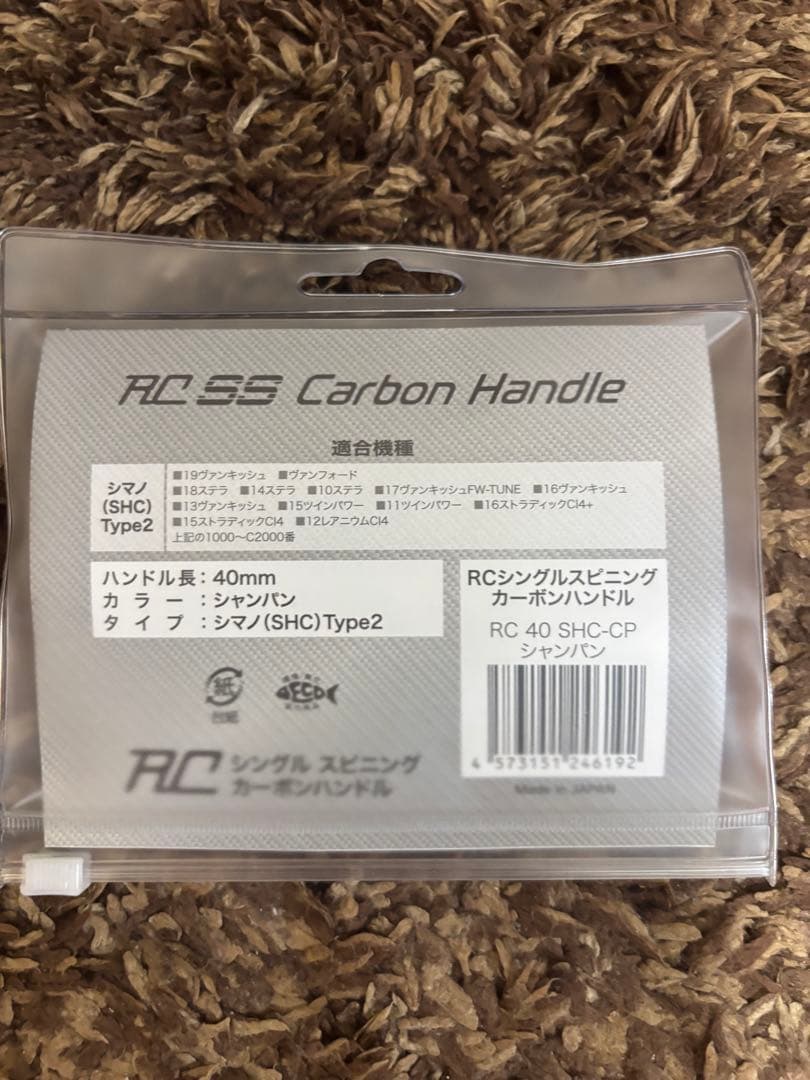 RC SS Carbon Handle
適合機種
シマノ
(SHC)
Type2
■19ヴァンキッシュ ■ヴァンフォード
■18ステラ ■14ステラ ■10ステラ ■17ヴァンキッシュFW-TUNE ■16ヴァンキッシュ
■13ヴァンキッシュ ■15ツインパワー ■11ツインパワー ■16ストラディックCI4+
■15ストラディックCI4 ■12レアニウムCI4
上記の1000〜C2000番
ハンドル長：40mm
カラー：シャンパン
タイプ：シマノ(SHC)Type2
RCシングルスピニング
カーボンハンドル
RC 40 SHC-CP
シャンパン
4 573151 246192
Made in JAPAN
紙
台紙
ECO
RC シングル スピニング
カーボンハンドル